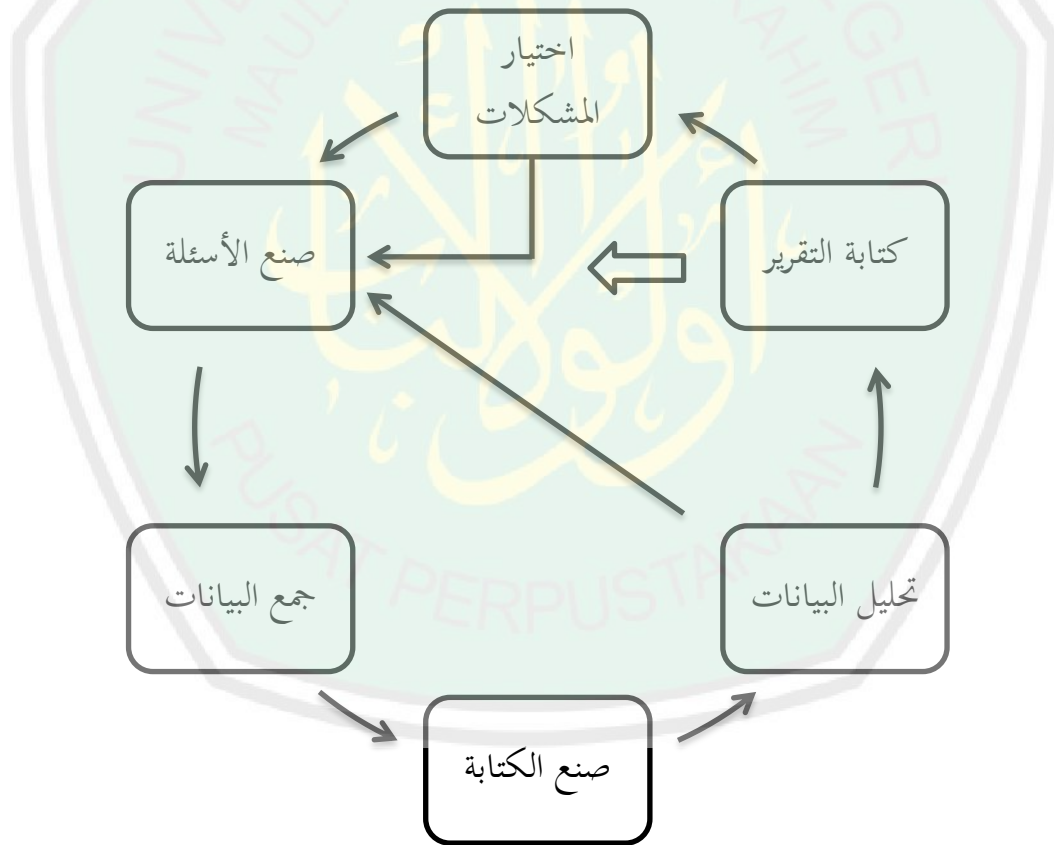 اختيار
المشكلات
صنع الأسئلة
كتابة التقرير
جمع البيانات
تحليل البيانات
صنع الكتابة
PUSAT PERPUSTAKAAN